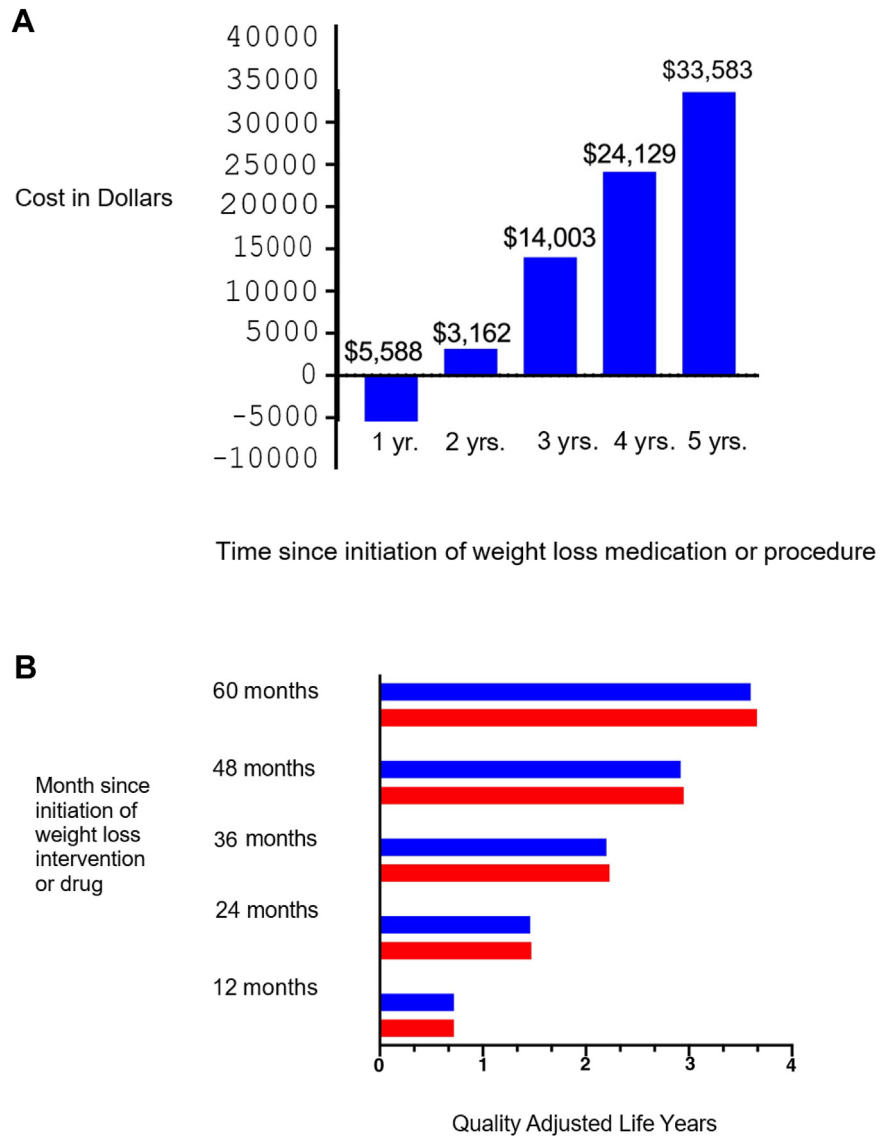 A
40000
35000
30000
25000
20000
15000
10000
5000
0
-5000
-10000
Cost in Dollars
$5,588
$3,162
$14,003
$24,129
$33,583
1 yr.
2 yrs.
3 yrs.
4 yrs.
5 yrs.
Time since initiation of weight loss medication or procedure
B
Month since
initiation of
weight loss
intervention
or drug
60 months
48 months
36 months
24 months
12 months
0
1
2
3
4
Quality Adjusted Life Years